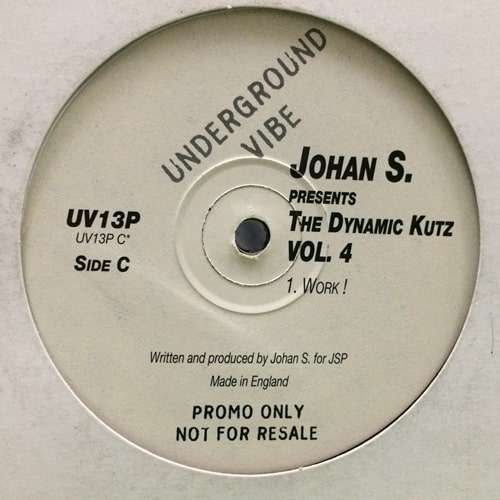 UNDERGROUND
VIBE
JOHAN S.
PRESENTS
THE DYNAMIC KUTZ
VOL. 4
1. WORK !
UV13P
UV13P C*
SIDE C
Written and produced by Johan S. for JSP
Made in England
PROMO ONLY
NOT FOR RESALE